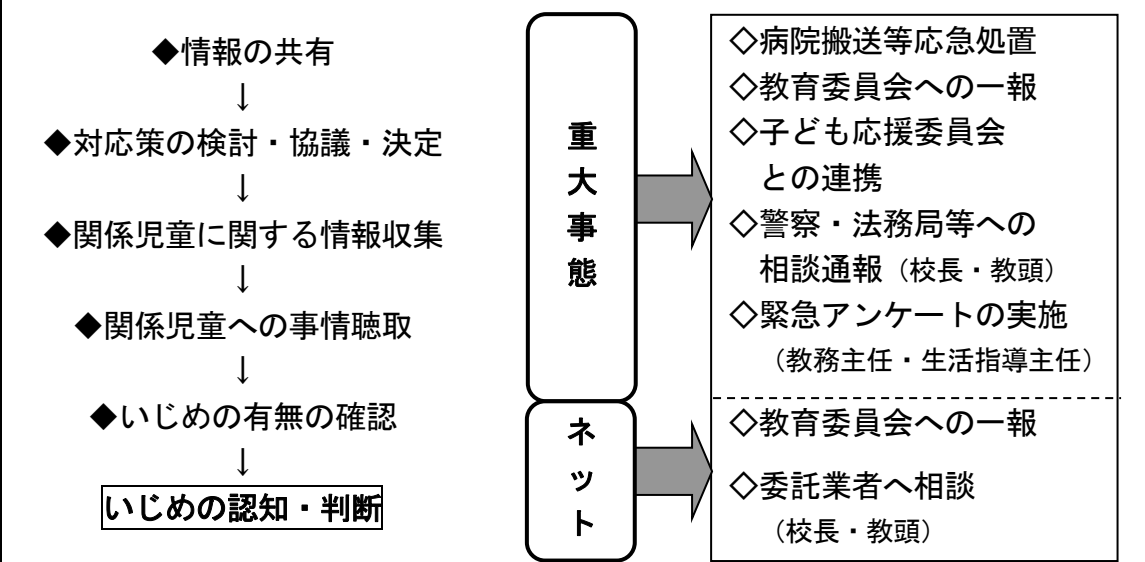 ◆情報の共有
↓
◆対応策の検討・協議・決定
↓
◆関係児童に関する情報収集
↓
◆関係児童への事情聴取
↓
◆いじめの有無の確認
↓
いじめの認知・判断
重大事態
◇病院搬送等応急処置
◇教育委員会への一報
◇子ども応援委員会
との連携
◇警察・法務局等への
相談通報（校長・教頭）
◇緊急アンケートの実施
（教務主任・生活指導主任）
ネット
◇教育委員会への一報
◇委託業者へ相談
（校長・教頭）